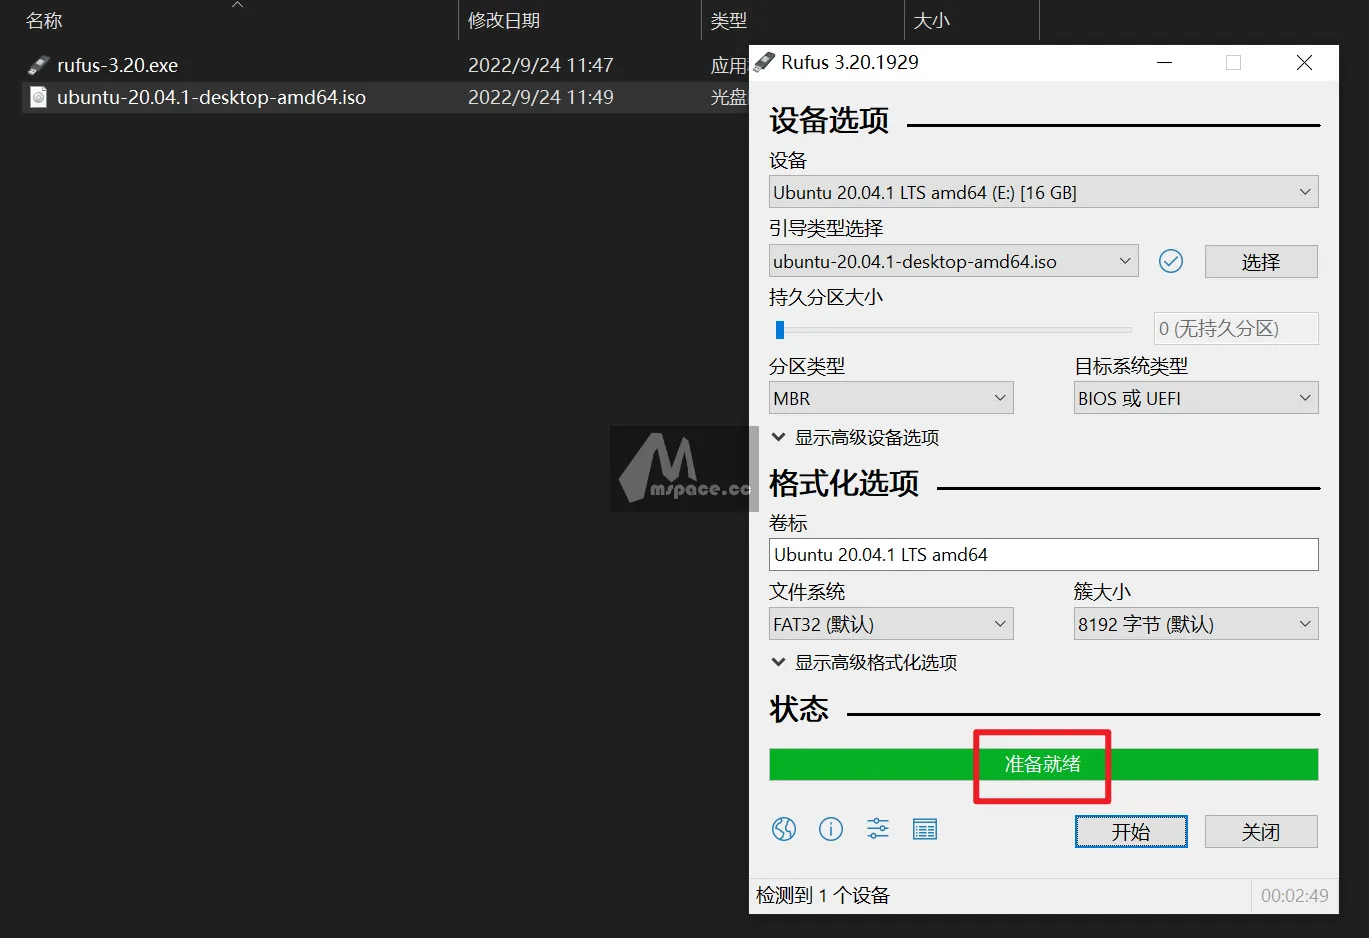 名称 修改日期 类型 大小
rufus-3.20.exe 2022/9/24 11:47 应用
ubuntu-20.04.1-desktop-amd64.iso 2022/9/24 11:49 光盘
Rufus 3.20.1929
设备选项
设备
Ubuntu 20.04.1 LTS amd64 (E:) [16 GB]
引导类型选择
ubuntu-20.04.1-desktop-amd64.iso 选择
持久分区大小
0 (无持久分区)
分区类型 目标系统类型
MBR BIOS 或 UEFI
显示高级设备选项
mspace.cc
格式化选项
卷标
Ubuntu 20.04.1 LTS amd64
文件系统 簇大小
FAT32 (默认) 8192 字节 (默认)
显示高级格式化选项
状态
准备就绪
开始 关闭
检测到 1 个设备 00:02:49